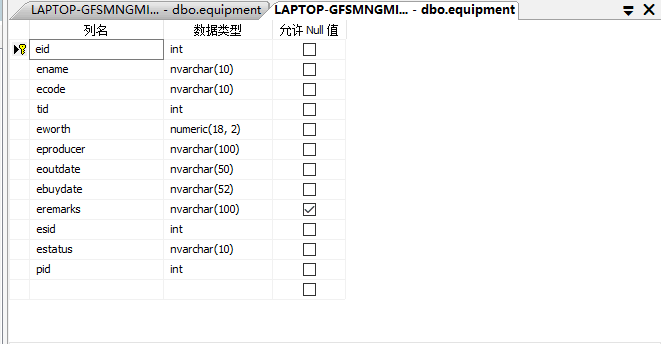 LAPTOP-GFSMNGMI... - dbo.equipment LAPTOP-GFSMNGMI... - dbo.equipment
列名 数据类型 允许 Null 值
eid int
ename nvarchar(10)
ecode nvarchar(10)
tid int
eworth numeric(18, 2)
eproducer nvarchar(100)
eoutdate nvarchar(50)
ebuydate nvarchar(52)
eremarks nvarchar(100)
esid int
estatus nvarchar(10)
pid int